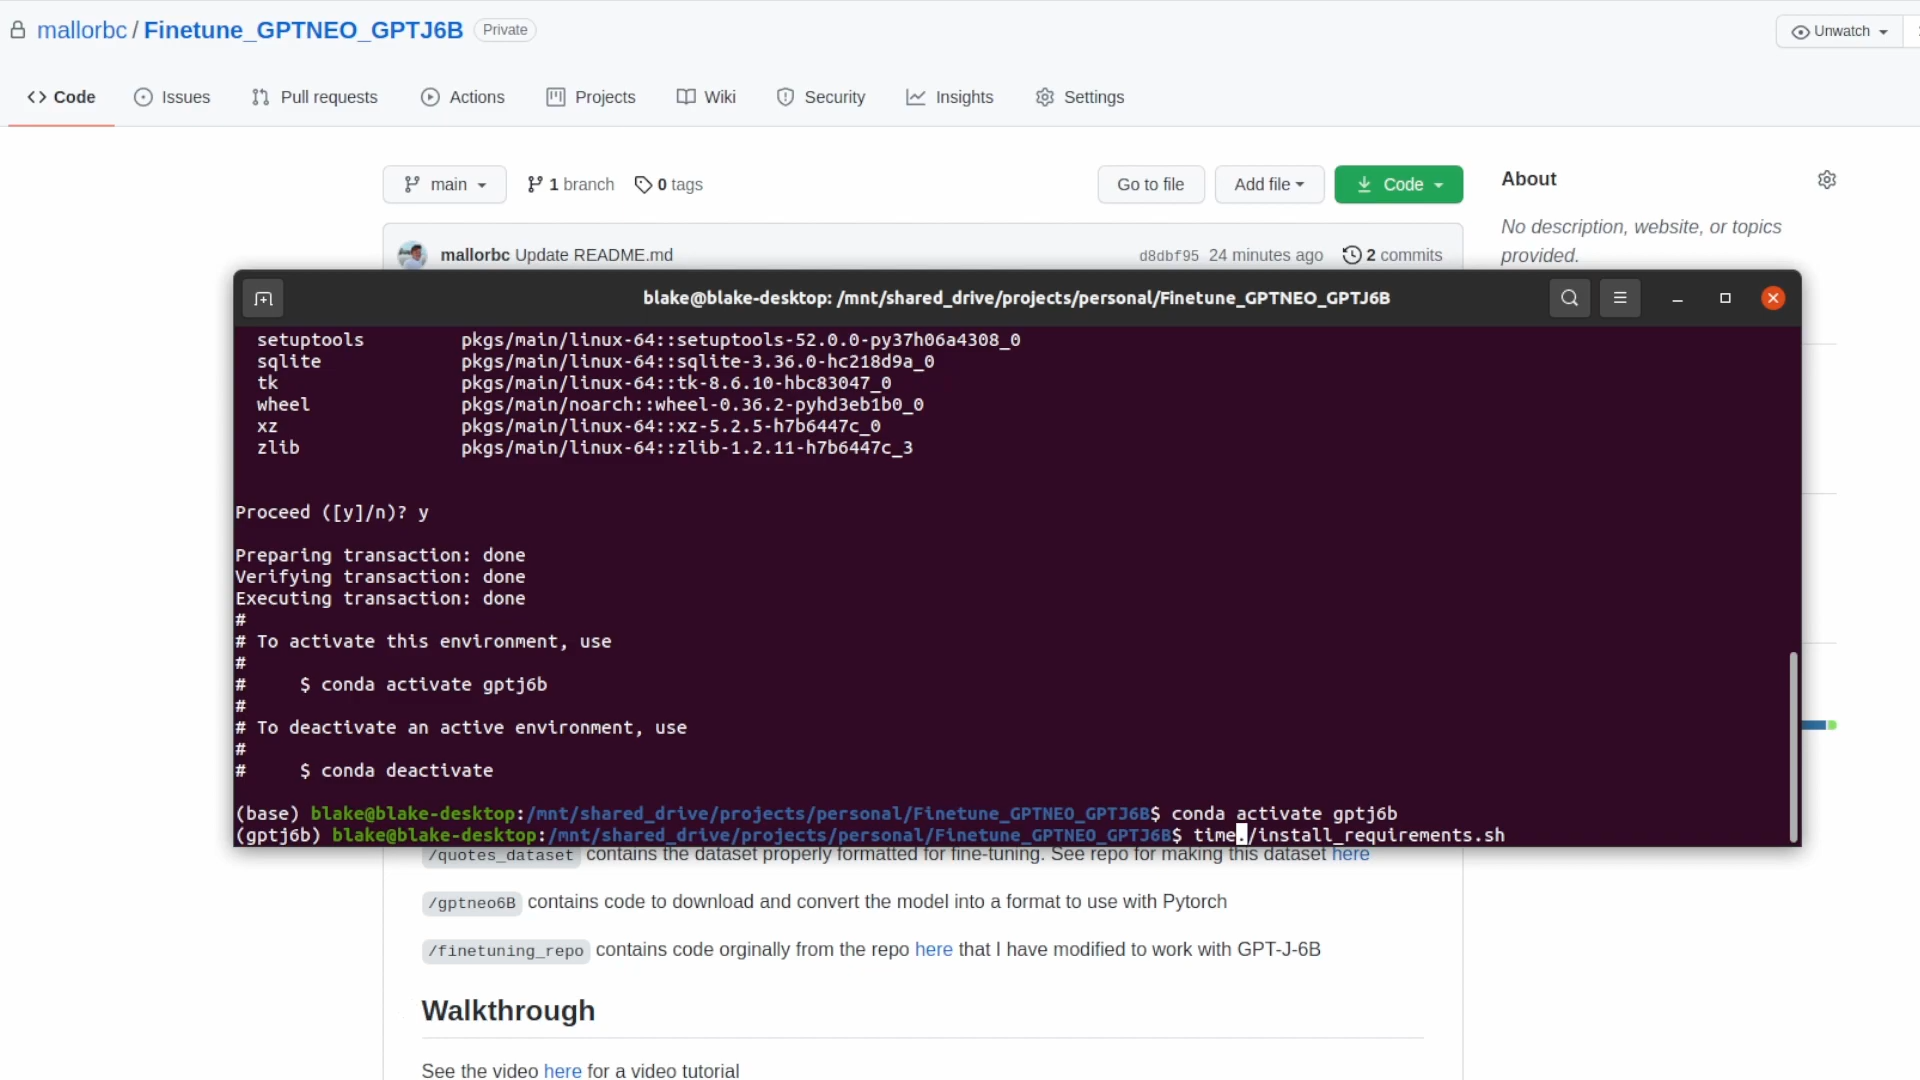 mallorbc / Finetune_GPTNEO_GPTJ6B Private
Unwatch
Code Issues Pull requests Actions Projects Wiki Security Insights Settings
main 1 branch 0 tags Go to file Add file Code
About
No description, website, or topics
provided.
mallorbc Update README.md d8dbf95 24 minutes ago 2 commits
blake@blake-desktop: /mnt/shared_drive/projects/personal/Finetune_GPTNEO_GPTJ6B
setuptools pkgs/main/linux-64::setuptools-52.0.0-py37h06a4308_0
sqlite pkgs/main/linux-64::sqlite-3.36.0-hc218d9a_0
tk pkgs/main/linux-64::tk-8.6.10-hbc83047_0
wheel pkgs/main/noarch::wheel-0.36.2-pyhd3eb1b0_0
xz pkgs/main/linux-64::xz-5.2.5-h7b6447c_0
zlib pkgs/main/linux-64::zlib-1.2.11-h7b6447c_3
Proceed ([y]/n)? y
Preparing transaction: done
Verifying transaction: done
Executing transaction: done
#
# To activate this environment, use
#
# $ conda activate gptj6b
#
# To deactivate an active environment, use
#
# $ conda deactivate
(base) blake@blake-desktop:/mnt/shared_drive/projects/personal/Finetune_GPTNEO_GPTJ6B$ conda activate gptj6b
(gptj6b) blake@blake-desktop:/mnt/shared_drive/projects/personal/Finetune_GPTNEO_GPTJ6B$ time./install_requirements.sh
/quotes_dataset contains the dataset properly formatted for fine-tuning. See repo for making this dataset here
/gptneo6B contains code to download and convert the model into a format to use with Pytorch
/finetuning_repo contains code orginally from the repo here that I have modified to work with GPT-J-6B
Walkthrough
See the video here for a video tutorial